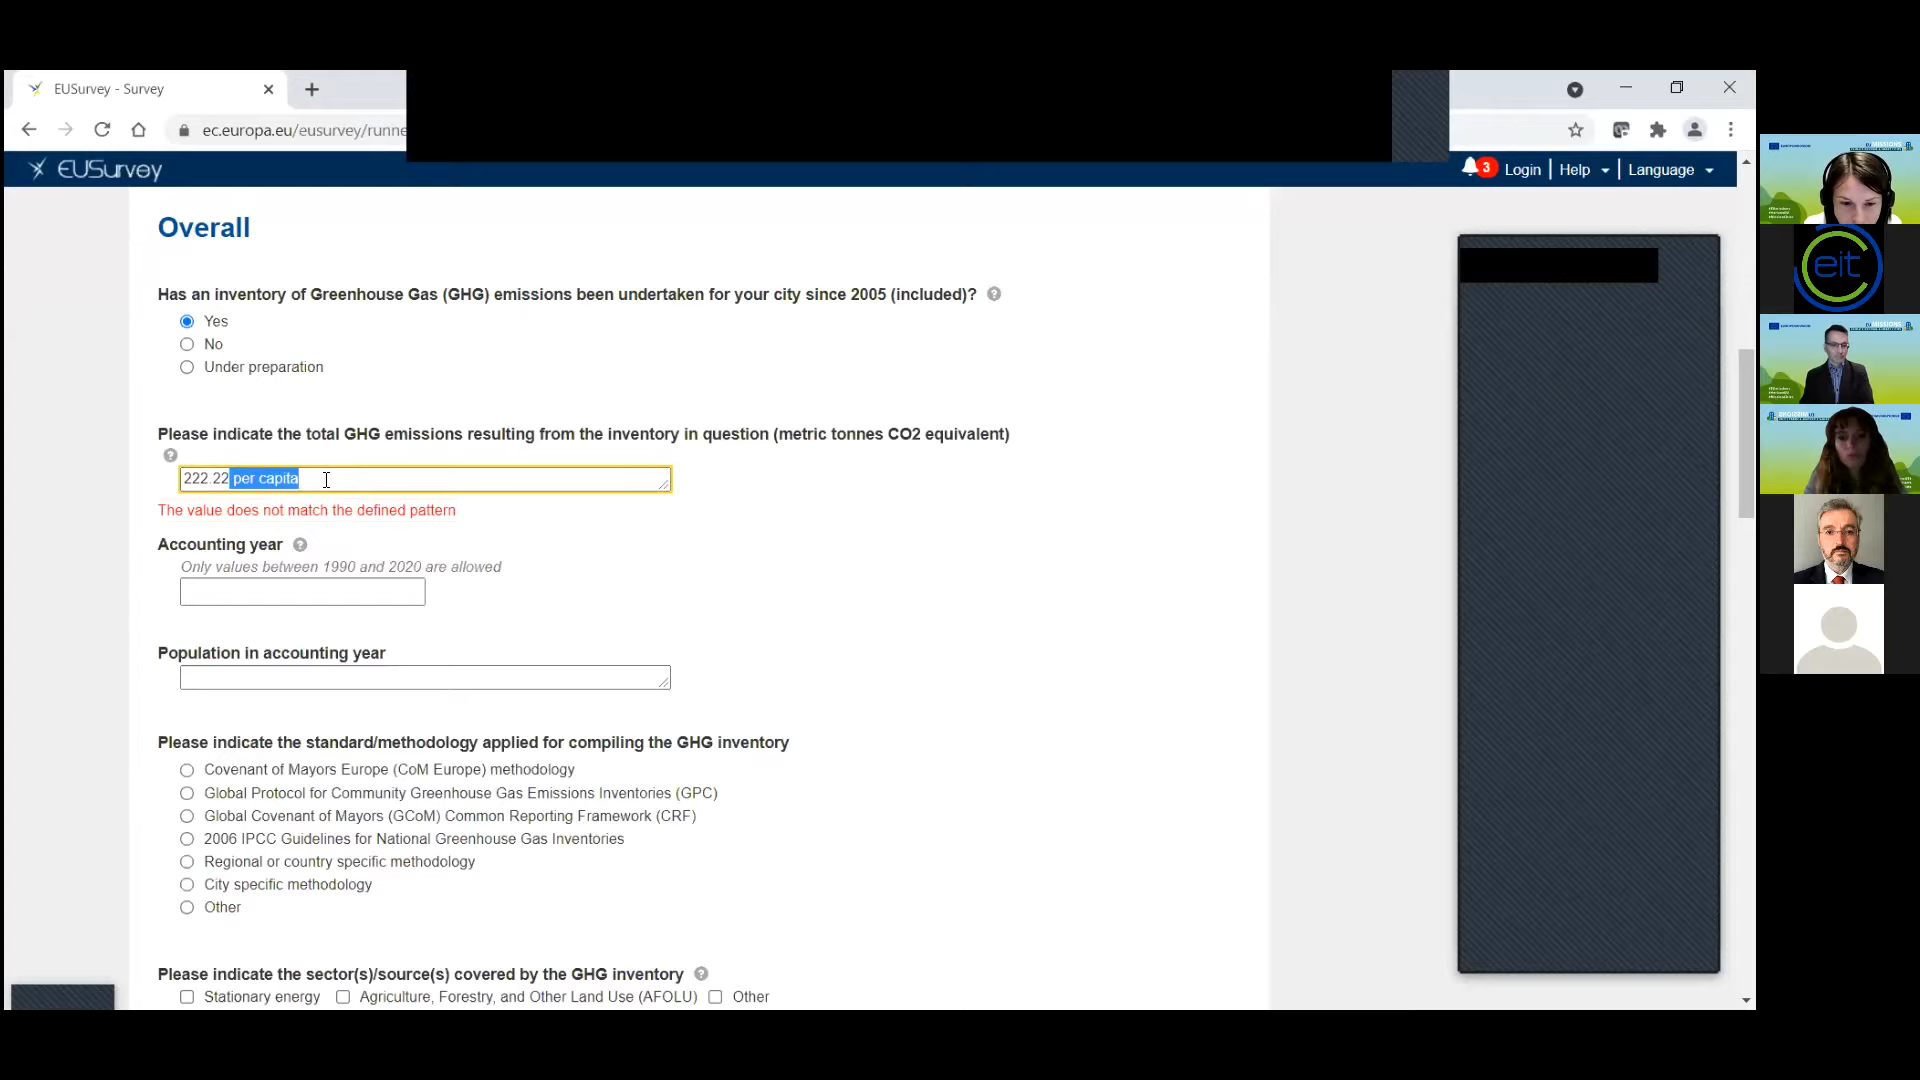 EUSurvey - Survey
ec.europa.eu/eusurvey/runne
EUSurvey
3 Login Help Language
Overall
Has an inventory of Greenhouse Gas (GHG) emissions been undertaken for your city since 2005 (included)?
Yes
No
Under preparation
Please indicate the total GHG emissions resulting from the inventory in question (metric tonnes CO2 equivalent)
222.22 per capita
The value does not match the defined pattern
Accounting year
Only values between 1990 and 2020 are allowed
Population in accounting year
Please indicate the standard/methodology applied for compiling the GHG inventory
Covenant of Mayors Europe (CoM Europe) methodology
Global Protocol for Community Greenhouse Gas Emissions Inventories (GPC)
Global Covenant of Mayors (GCoM) Common Reporting Framework (CRF)
2006 IPCC Guidelines for National Greenhouse Gas Inventories
Regional or country specific methodology
City specific methodology
Other
Please indicate the sector(s)/source(s) covered by the GHG inventory
Stationary energy Agriculture, Forestry, and Other Land Use (AFOLU) Other
eit